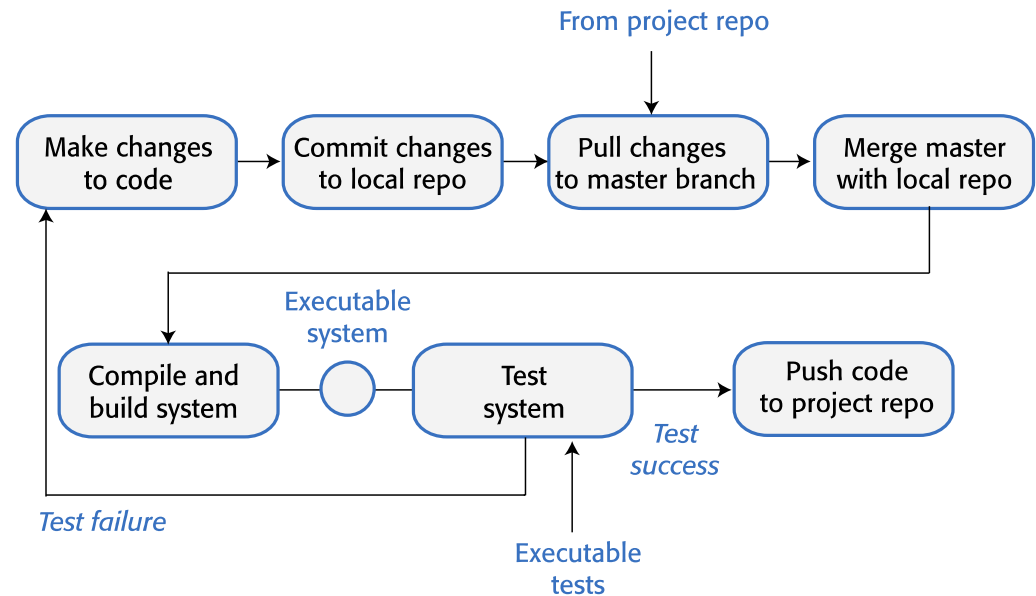 From project repo
Make changes
to code
Commit changes
to local repo
Pull changes
to master branch
Merge master
with local repo
Executable
system
Compile and
build system
Test
system
Push code
to project repo
Test
success
Test failure
Executable
tests